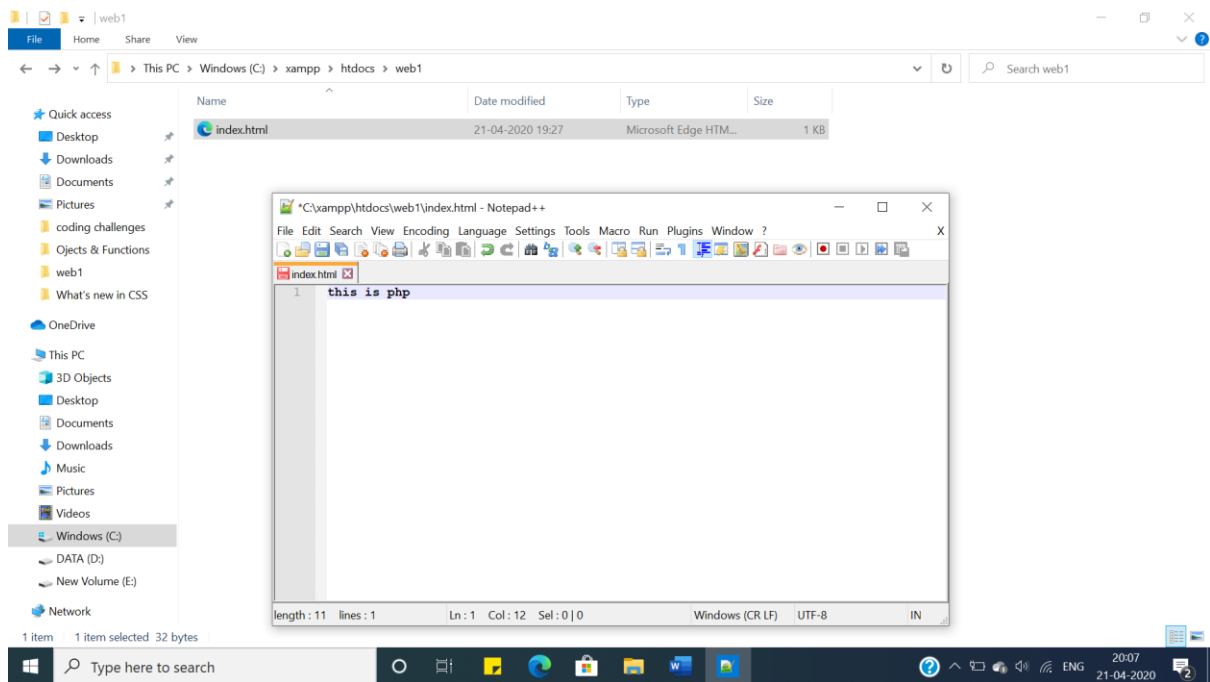 web1
File Home Share View
This PC > Windows (C:) > xampp > htdocs > web1
Search web1
Name Date modified Type Size
index.html 21-04-2020 19:27 Microsoft Edge HTM... 1 KB
Quick access
Desktop
Downloads
Documents
Pictures
coding challenges
Ojects & Functions
web1
What's new in CSS
OneDrive
This PC
3D Objects
Desktop
Documents
Downloads
Music
Pictures
Videos
Windows (C:)
DATA (D:)
New Volume (E:)
Network
*C:\xampp\htdocs\web1\index.html - Notepad++
File Edit Search View Encoding Language Settings Tools Macro Run Plugins Window ? X
index.html
1 this is php
length : 11 lines : 1 Ln : 1 Col : 12 Sel : 0 | 0 Windows (CR LF) UTF-8 IN
1 item 1 item selected 32 bytes
Type here to search
ENG
20:07
21-04-2020
2